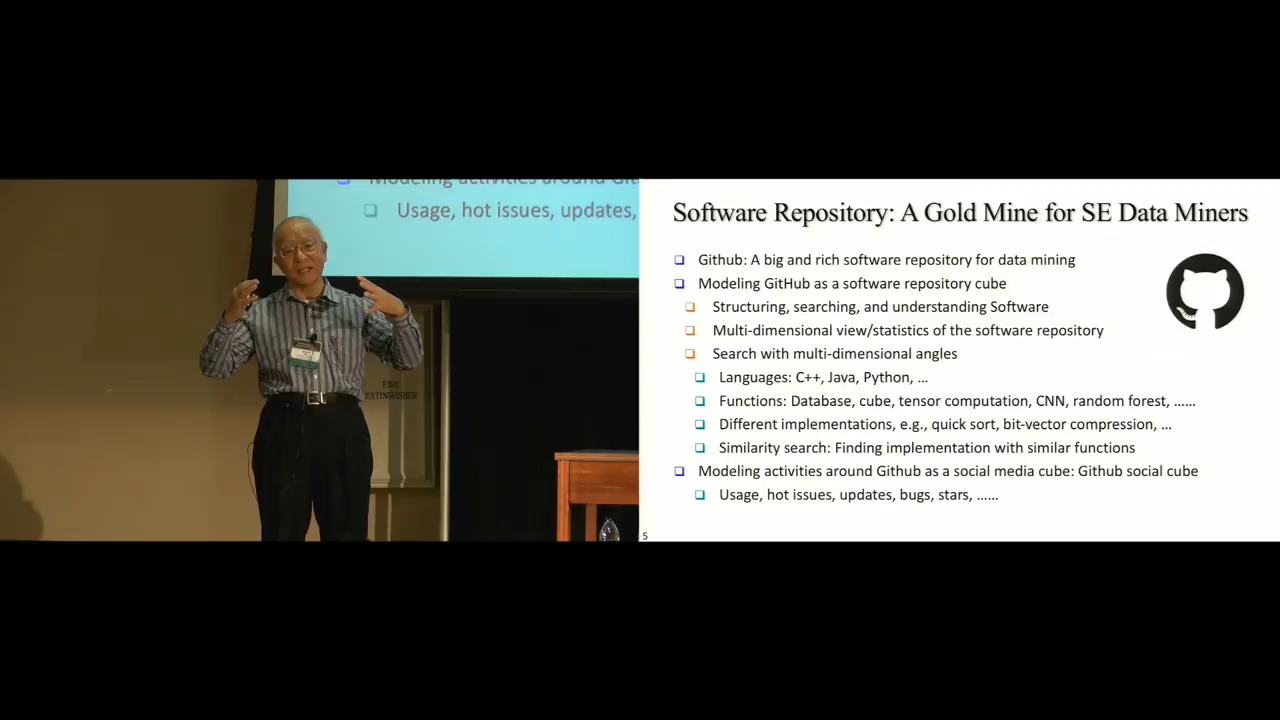 Modeling activities around Git
Usage, hot issues, updates,
FIRE
EXTINGUISHER
Software Repository: A Gold Mine for SE Data Miners
Github: A big and rich software repository for data mining
Modeling GitHub as a software repository cube
Structuring, searching, and understanding Software
Multi-dimensional view/statistics of the software repository
Search with multi-dimensional angles
Languages: C++, Java, Python, …
Functions: Database, cube, tensor computation, CNN, random forest, ……
Different implementations, e.g., quick sort, bit-vector compression, …
Similarity search: Finding implementation with similar functions
Modeling activities around Github as a social media cube: Github social cube
Usage, hot issues, updates, bugs, stars, ……
5